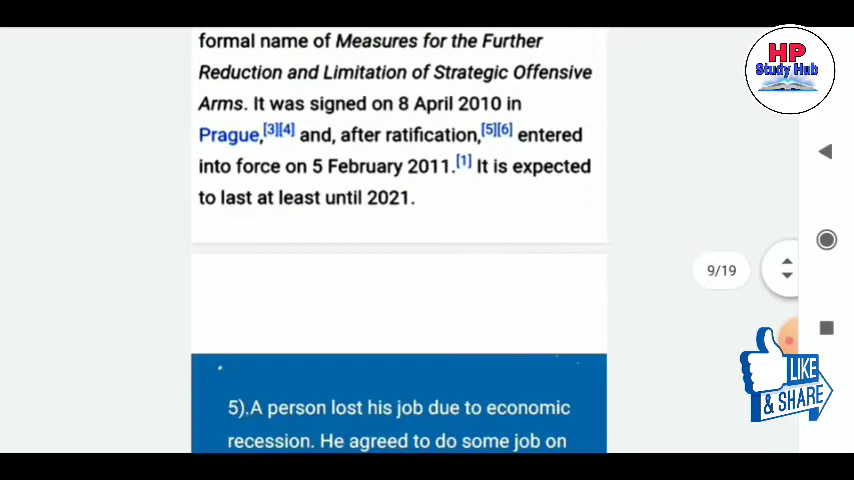 formal name of Measures for the Further
Reduction and Limitation of Strategic Offensive
Arms. It was signed on 8 April 2010 in
Prague,[3][4] and, after ratification,[5][6] entered
into force on 5 February 2011.[1] It is expected
to last at least until 2021.
5).A person lost his job due to economic
recession. He agreed to do some job on
9/19
HP
Study Hub
LIKE
& SHARE